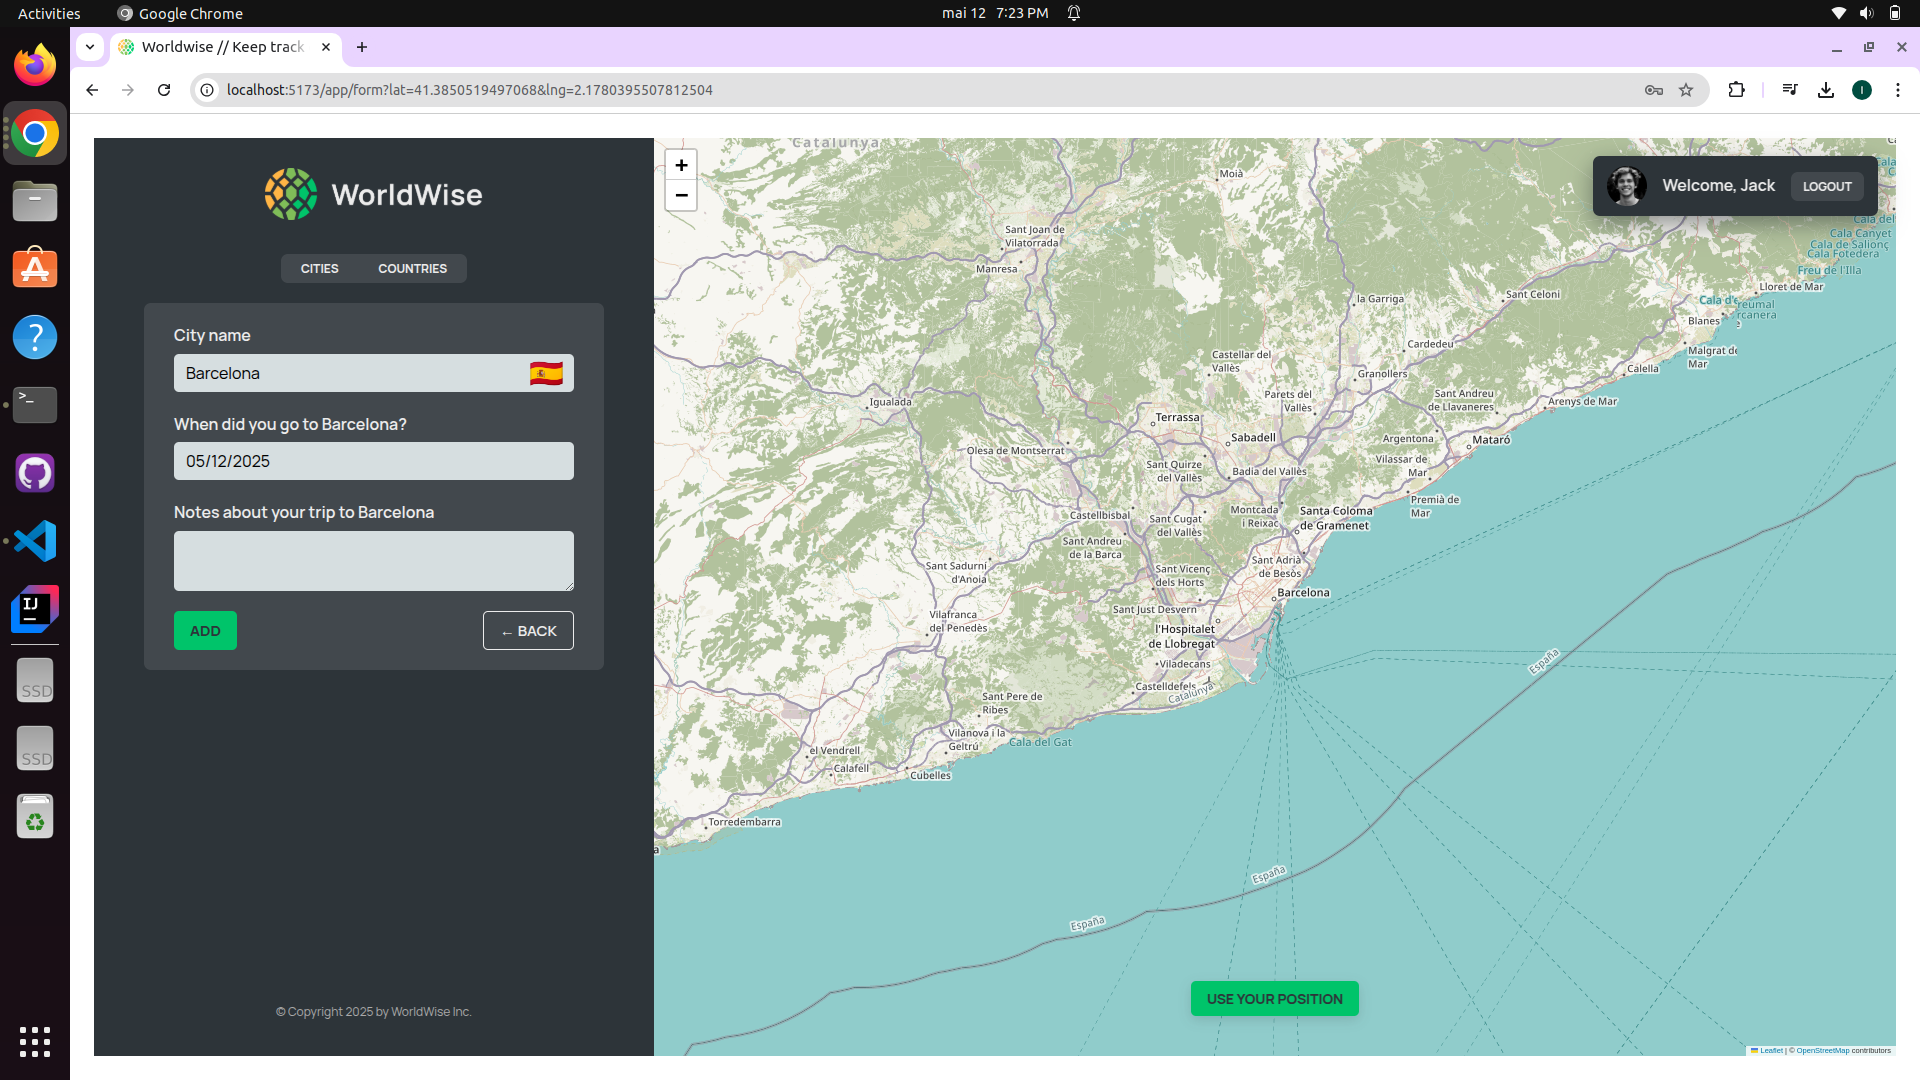 Activities
Google Chrome
mai 12 7:23 PM
Worldwise // Keep track
localhost:5173/app/form?lat=41.3850519497068&lng=2.1780395507812504
I
WorldWise
CITIES
COUNTRIES
City name
Barcelona
When did you go to Barcelona?
05/12/2025
Notes about your trip to Barcelona
ADD
← BACK
© Copyright 2025 by WorldWise Inc.
SSD
SSD
+
−
Welcome, Jack
LOGOUT
Catalunya
Moià
Sant Joan de
Vilatorrada
Manresa
Cala del
Cala Canyet
Cala de Salionç
Cala Fotedera
Freu de l'Illa
Lloret de Mar
la Garriga
Sant Celoni
Blanes
Cardedeu
Malgrat de
Mar
Castellar del
Vallès
Calella
Granollers
Igualada
Parets del
Vallès
Sant Andreu
de Llavaneres
Arenys de Mar
Terrassa
Sabadell
Argentona
Mataró
Olesa de Montserrat
Sant Quirze
del Vallès
Badia del Vallès
Vilassar de
Mar
Premià de
Mar
Castellbisbal
Sant Cugat
del Vallès
Montcada
i Reixac
Santa Coloma
de Gramenet
Sant Andreu
de la Barca
Sant Sadurní
d'Anoia
Sant Vicenç
dels Horts
Sant Adrià
de Besòs
Barcelona
Vilafranca
del Penedès
Sant Just Desvern
l'Hospitalet
de Llobregat
Viladecans
Castelldefels
Catalunya
España
Sant Pere de
Ribes
Vilanova i la
Geltrú
Cala del Gat
el Vendrell
Calafell
Cubelles
Torredembarra
España
España
USE YOUR POSITION
Leaflet | © OpenStreetMap contributors